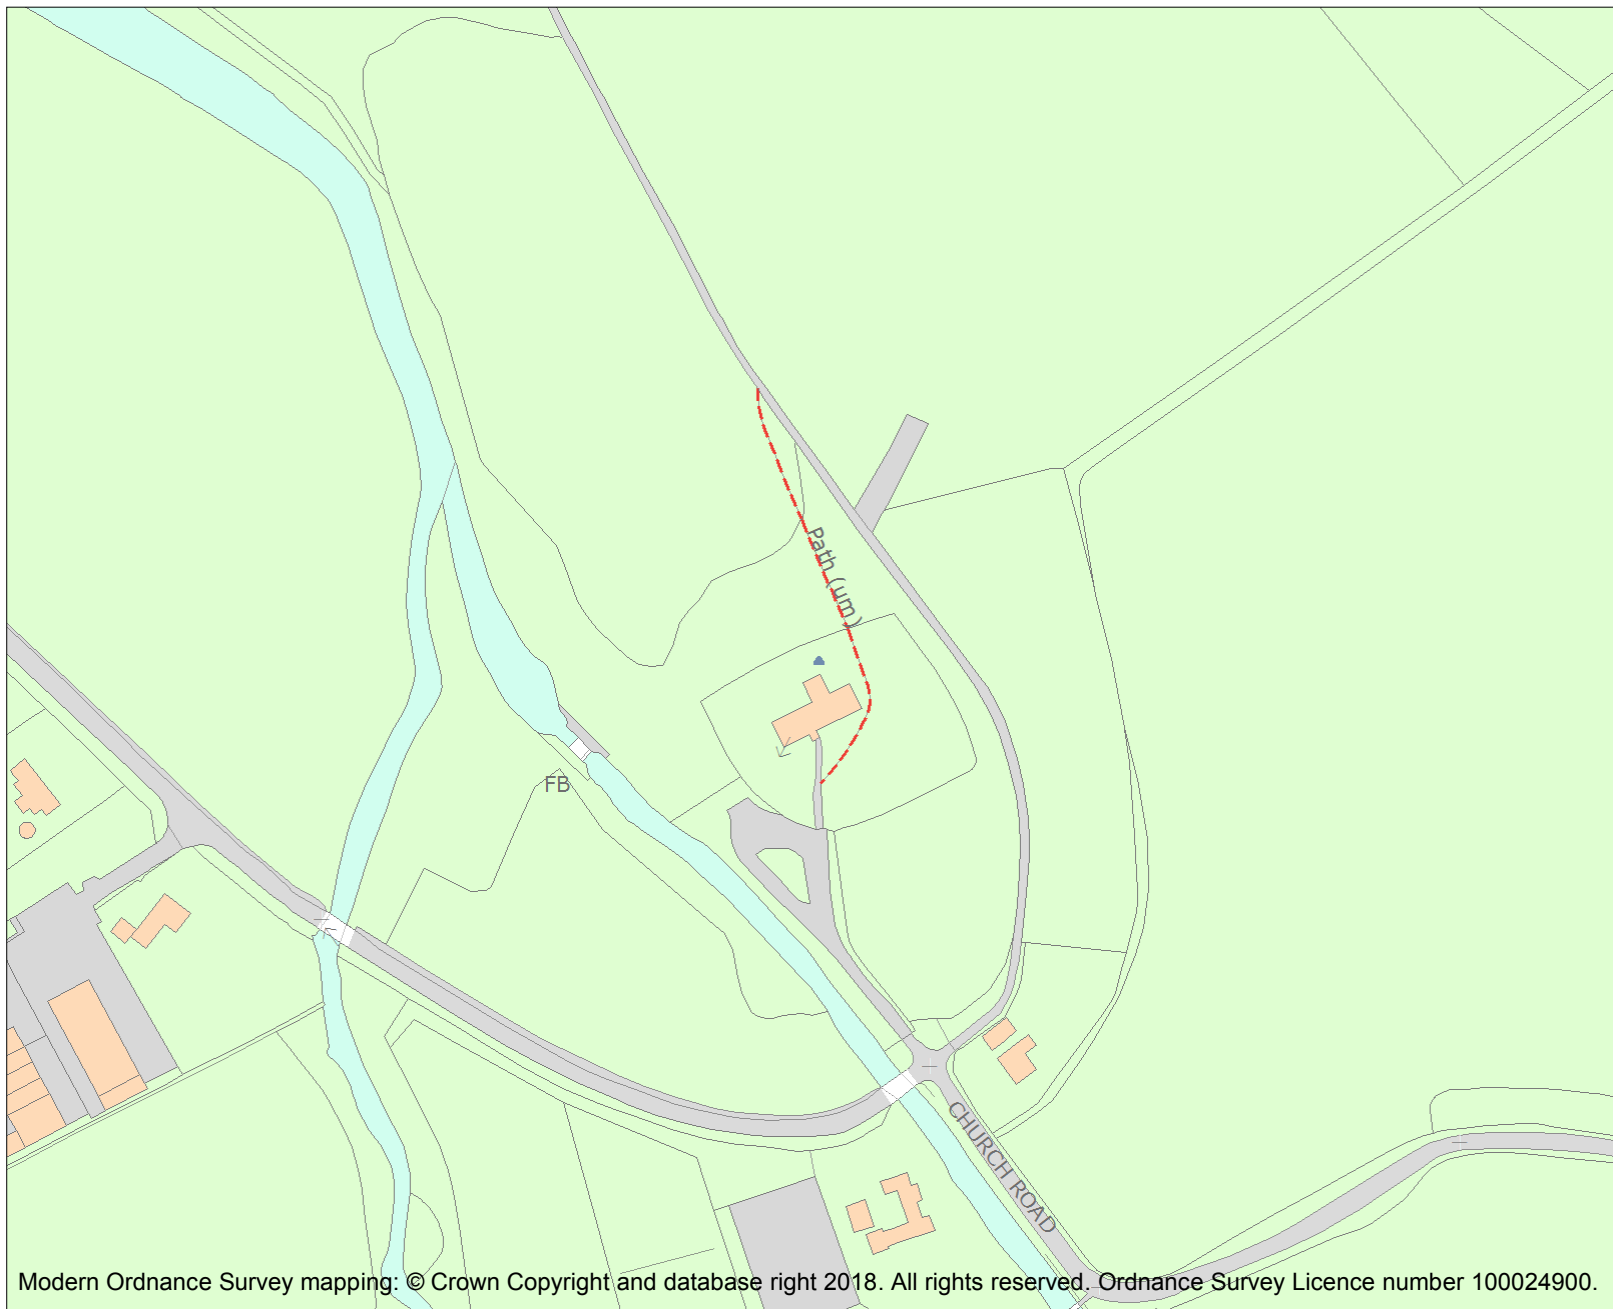 Path (um)
FB
CHURCH ROAD
Modern Ordnance Survey mapping: © Crown Copyright and database right 2018. All rights reserved. Ordnance Survey Licence number 100024900.